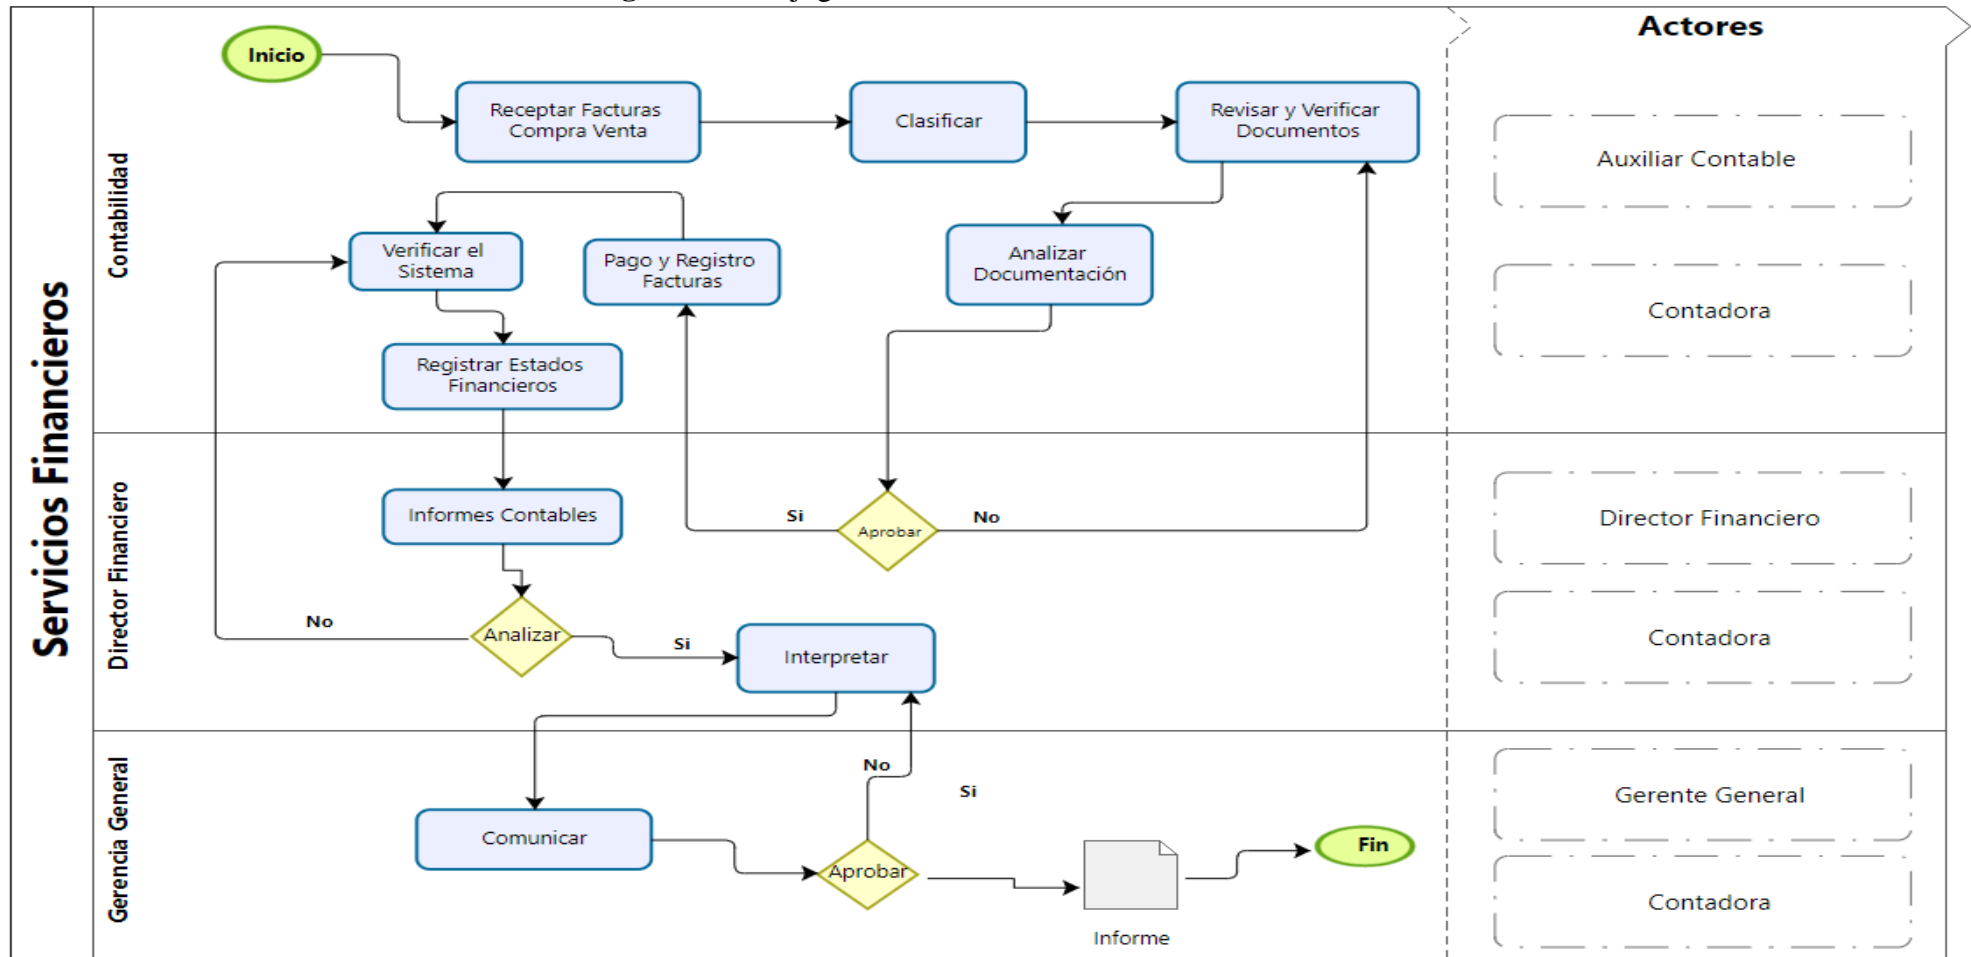 Actores
Inicio
Receptar Facturas
Compra Venta
Clasificar
Revisar y Verificar
Documentos
Auxiliar Contable
Verificar el
Sistema
Pago y Registro
Facturas
Analizar
Documentación
Contadora
Registrar Estados
Financieros
Contabilidad
Servicios Financieros
Informes Contables
Si
Aprobar
No
Director Financiero
Director Financiero
No
Analizar
Si
Interpretar
Contadora
No
Si
Gerente General
Comunicar
Aprobar
Informe
Fin
Contadora
Gerencia General